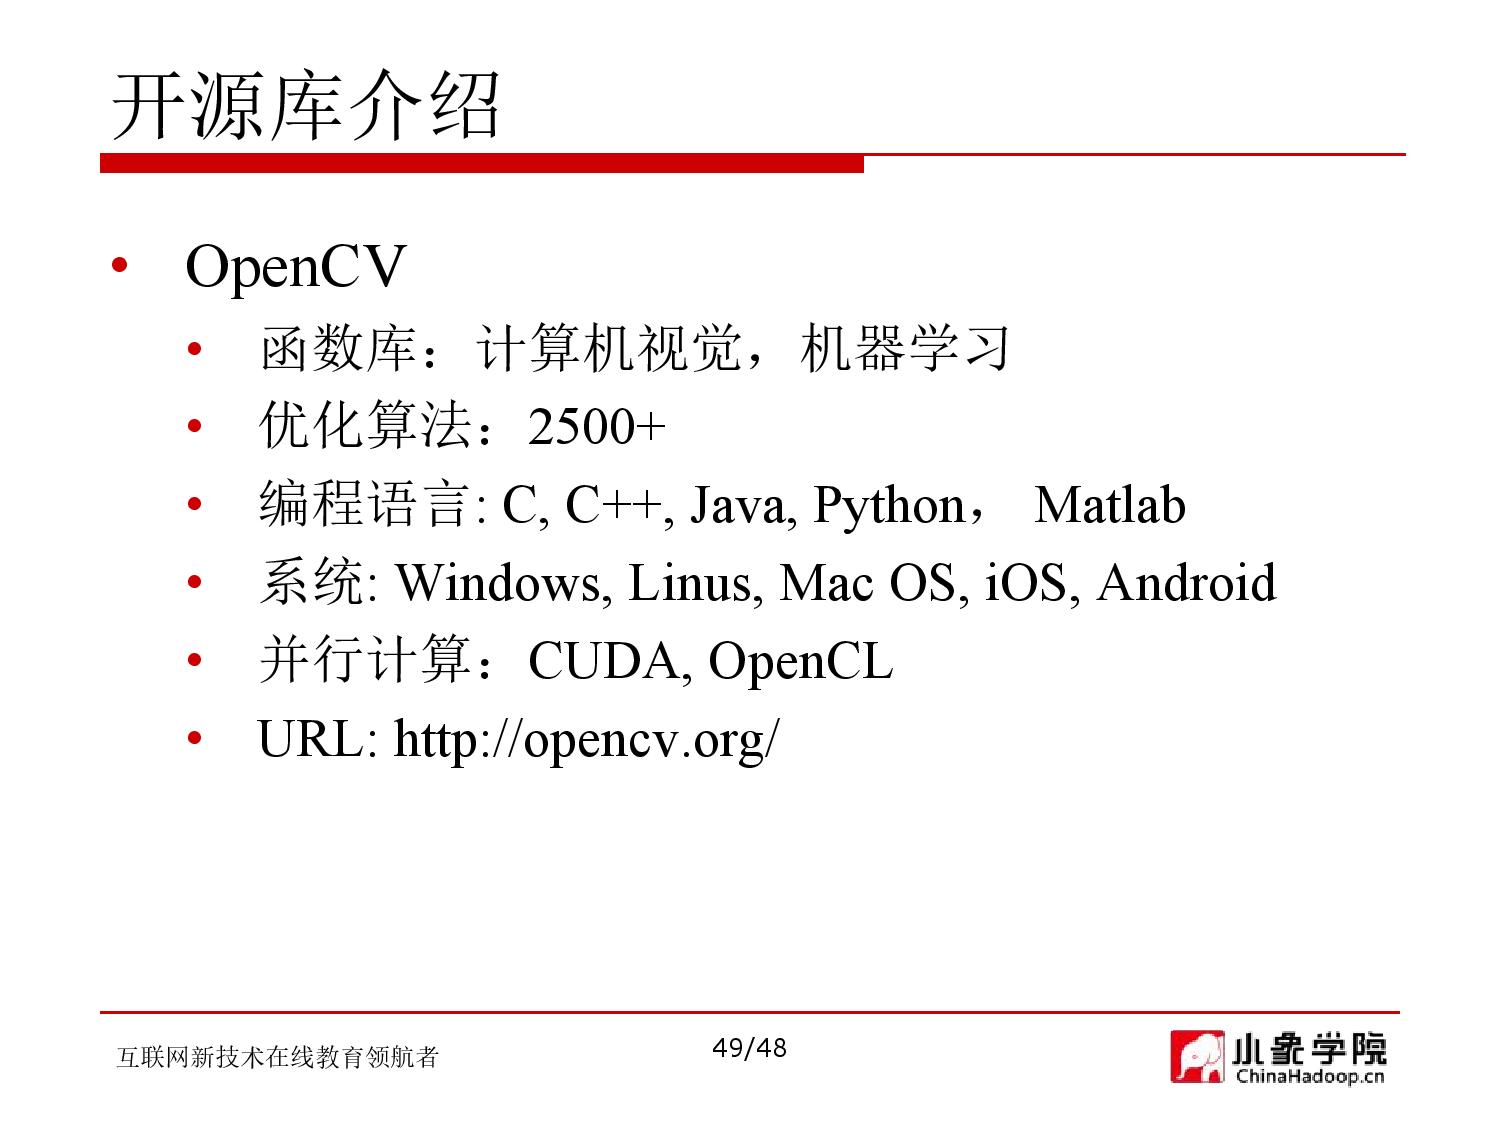 开源库介绍
• OpenCV
• 函数库：计算机视觉，机器学习
• 优化算法：2500+
• 编程语言: C, C++, Java, Python， Matlab
• 系统: Windows, Linus, Mac OS, iOS, Android
• 并行计算：CUDA, OpenCL
• URL: http://opencv.org/
互联网新技术在线教育领航者
49/48
小象学院
ChinaHadoop.cn